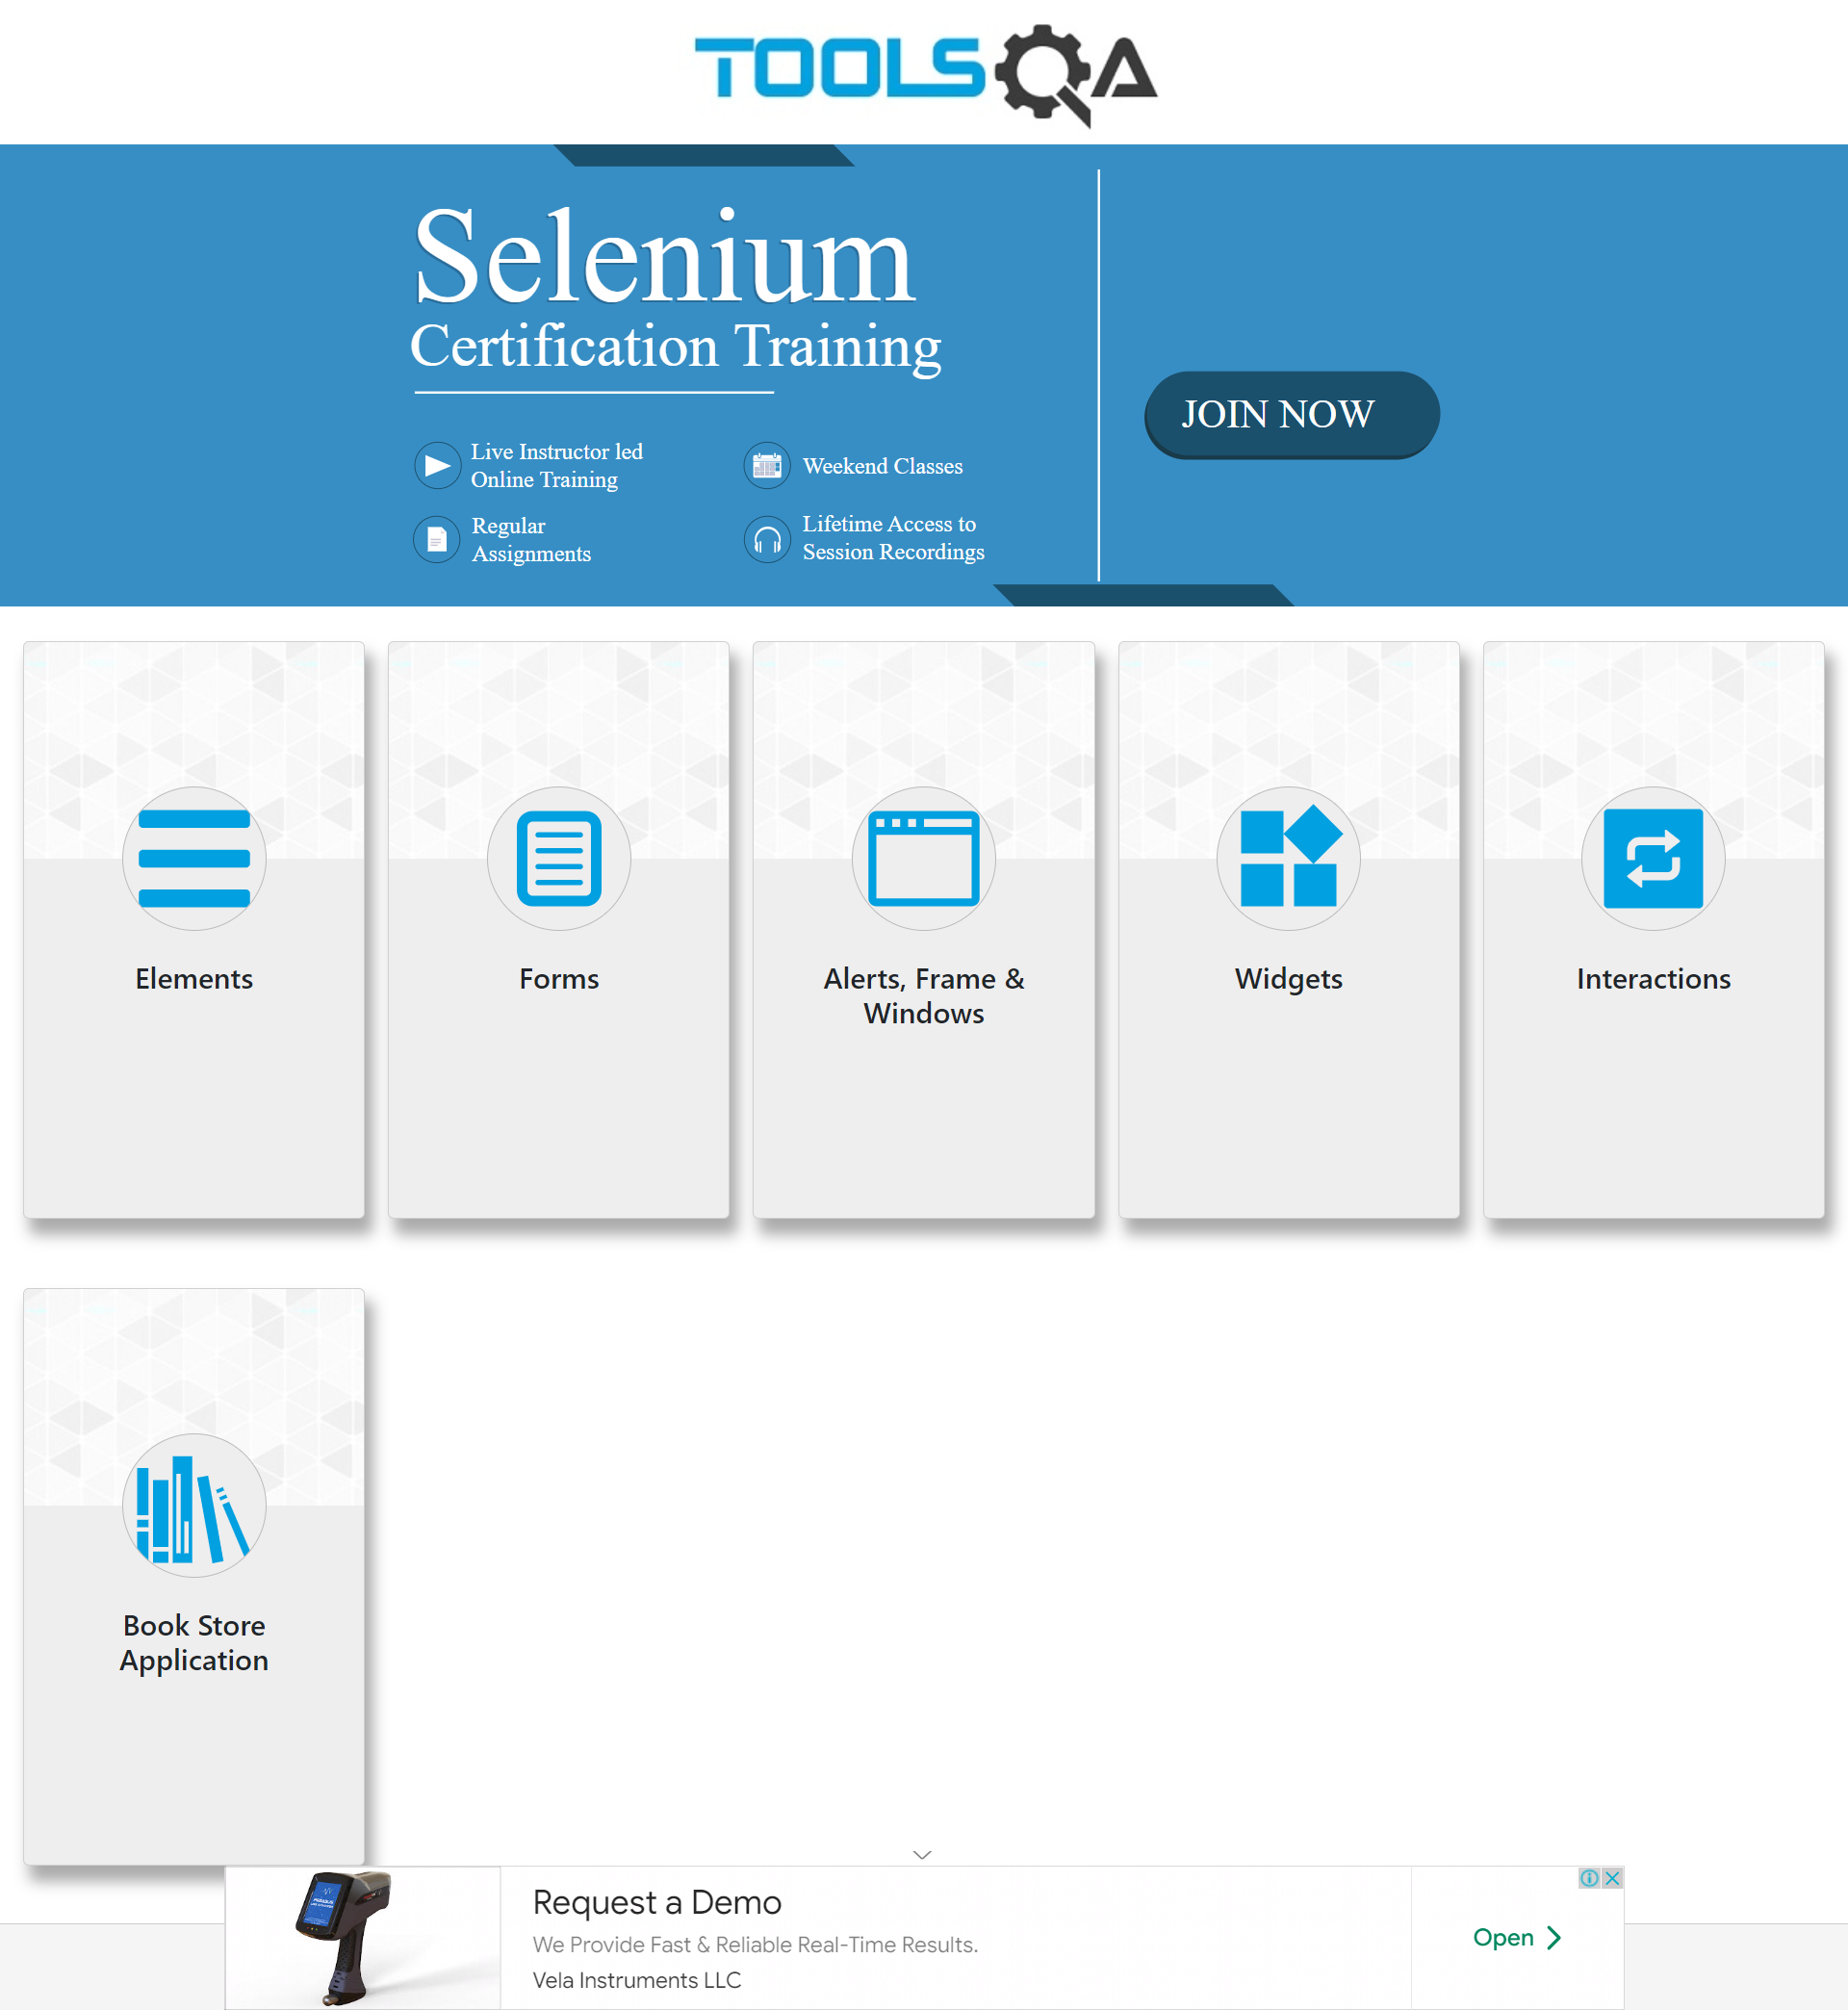 TOOLSQA
Selenium
Certification Training
JOIN NOW
Live Instructor led
Online Training
Weekend Classes
Regular
Assignments
Lifetime Access to
Session Recordings
Elements
Forms
Alerts, Frame &
Windows
Widgets
Interactions
Book Store
Application
Request a Demo
We Provide Fast & Reliable Real-Time Results.
Vela Instruments LLC
Open